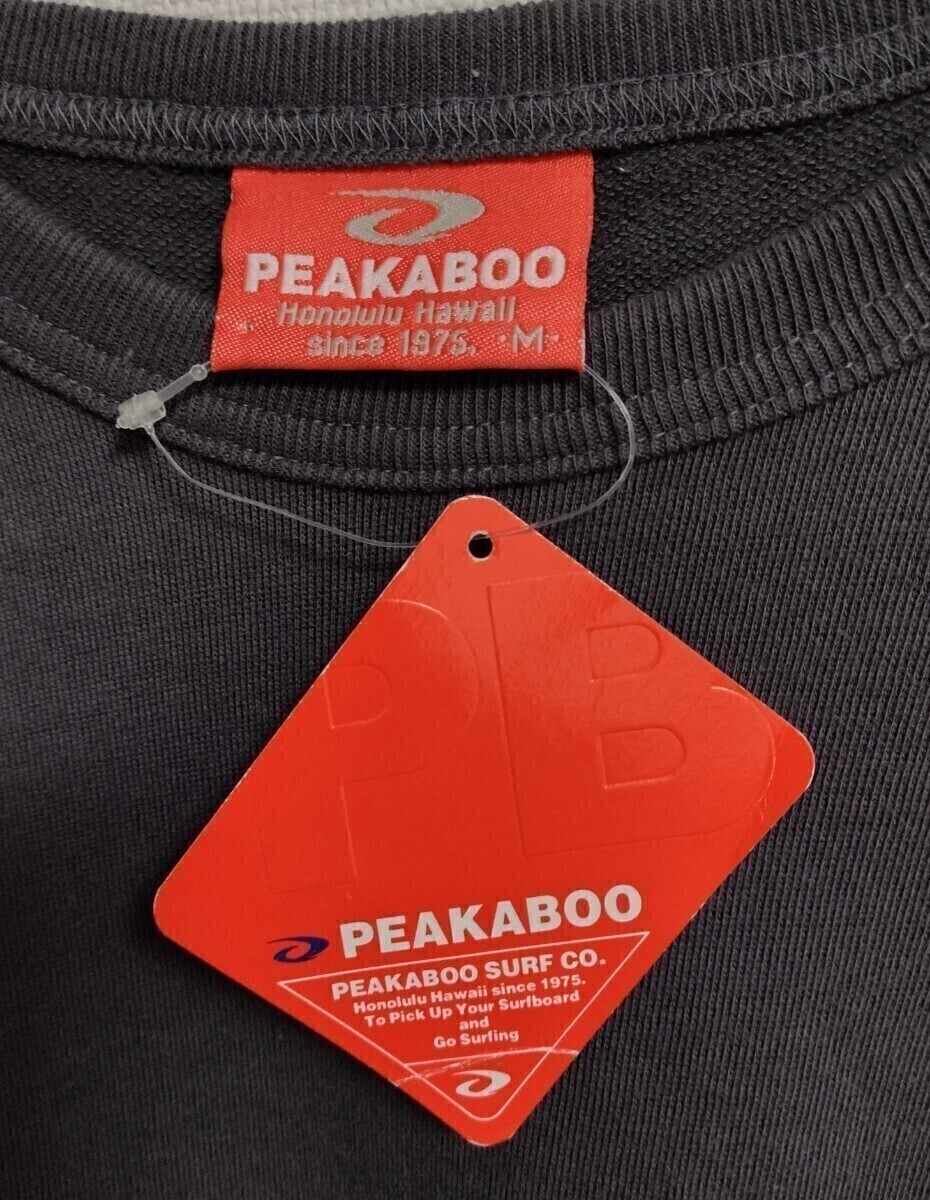 PEAKABOO
Honolulu Hawaii
since 1975. ·M·
PB
PEAKABOO
PEAKABOO SURF CO.
Honolulu Hawaii since 1975.
To Pick Up Your Surfboard
and
Go Surfing